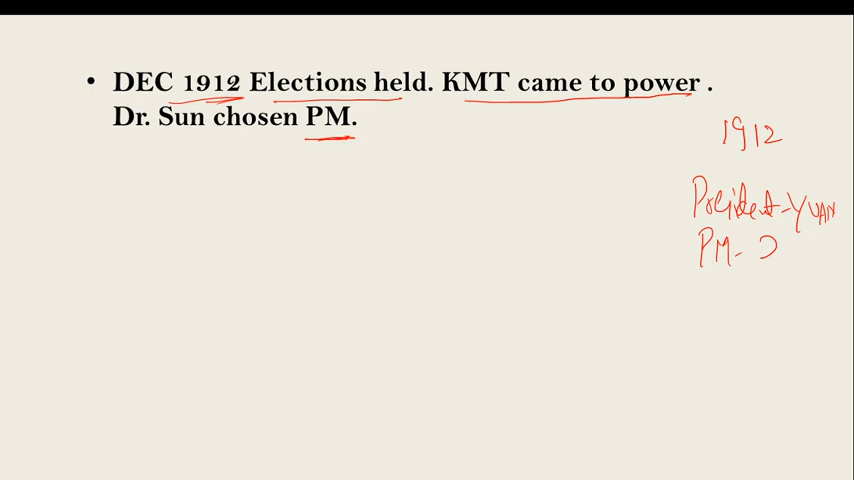 • DEC 1912 Elections held. KMT came to power .
Dr. Sun chosen PM.
1912
President-YUAN
PM-